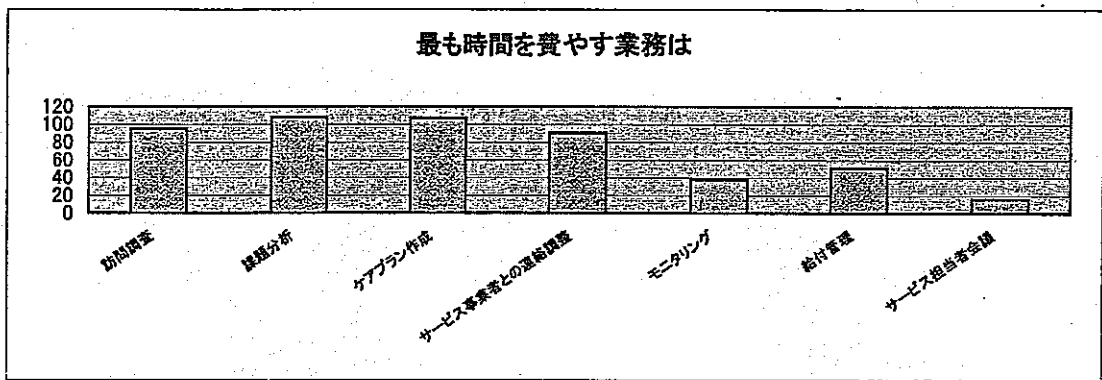 最も時間を費やす業務は
120
100
80
60
40
20
0
訪問調査
課題分析
ケアプラン作成
サービス事業者との連絡調整
モニタリング
給付管理
サービス担当者会議